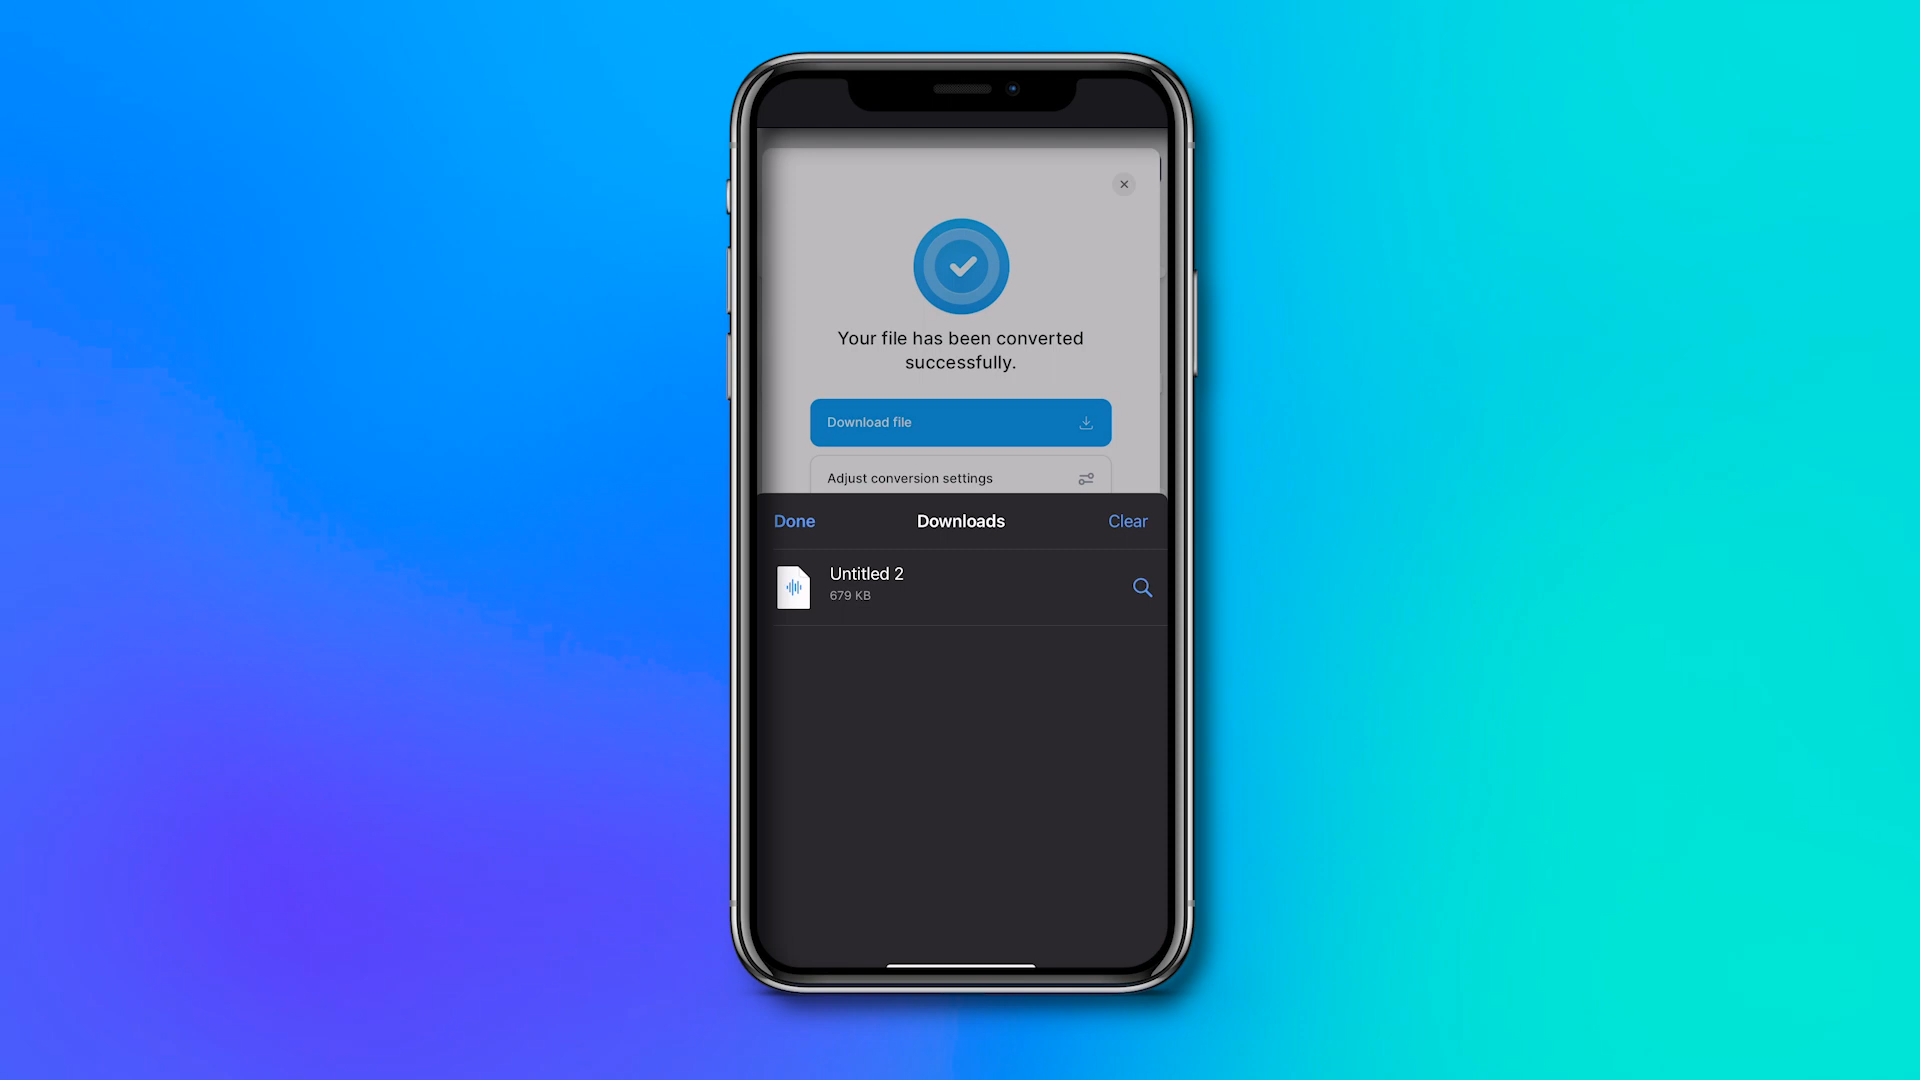 Your file has been converted
successfully.
Download file
Adjust conversion settings
Done Downloads Clear
Untitled 2
679 KB